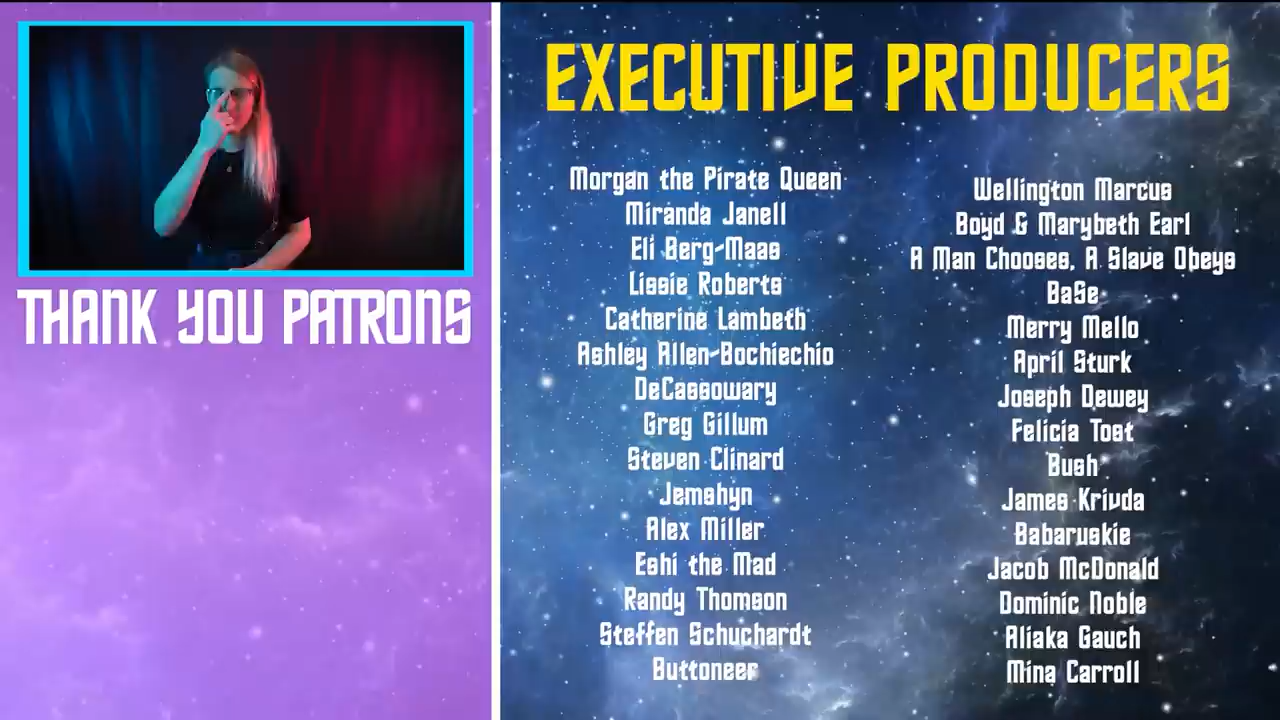 THANK YOU PATRONS
EXECUTIVE PRODUCERS
Morgan the Pirate Queen
Miranda Janell
Eli Berg-Maas
Lissie Roberts
Catherine Lambeth
Ashley Allen-Bochiechio
DeCassowary
Greg Gillum
Steven Clinard
Jemshyn
Alex Miller
Eshi the Mad
Randy Thomson
Steffen Schuchardt
Buttoneer
Wellington Marcus
Boyd & Marybeth Earl
A Man Chooses, A Slave Obeys
BaSe
Merry Mello
April Sturk
Joseph Dewey
Felicia Tost
Bush
James Krivda
Babaruskie
Jacob McDonald
Dominic Noble
Aliaka Gauch
Mina Carroll